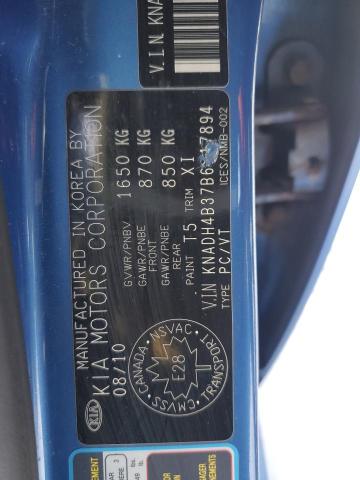 MANUFACTURED IN KOREA BY
KIA KIA MOTORS CORPORATION
08/10
GVWR/PNBV 1650 KG
GAWR/PNBE FRONT 870 KG
GAWR/PNBE REAR 850 KG
PAINT T5 TRIM XI
V.I.N. KNADH4B37B6
7894
TYPE PC/VT
ICES/NMB-002
CANADA NSVAC TRANSPORT CMVSS
E28
V.I.N. KNA